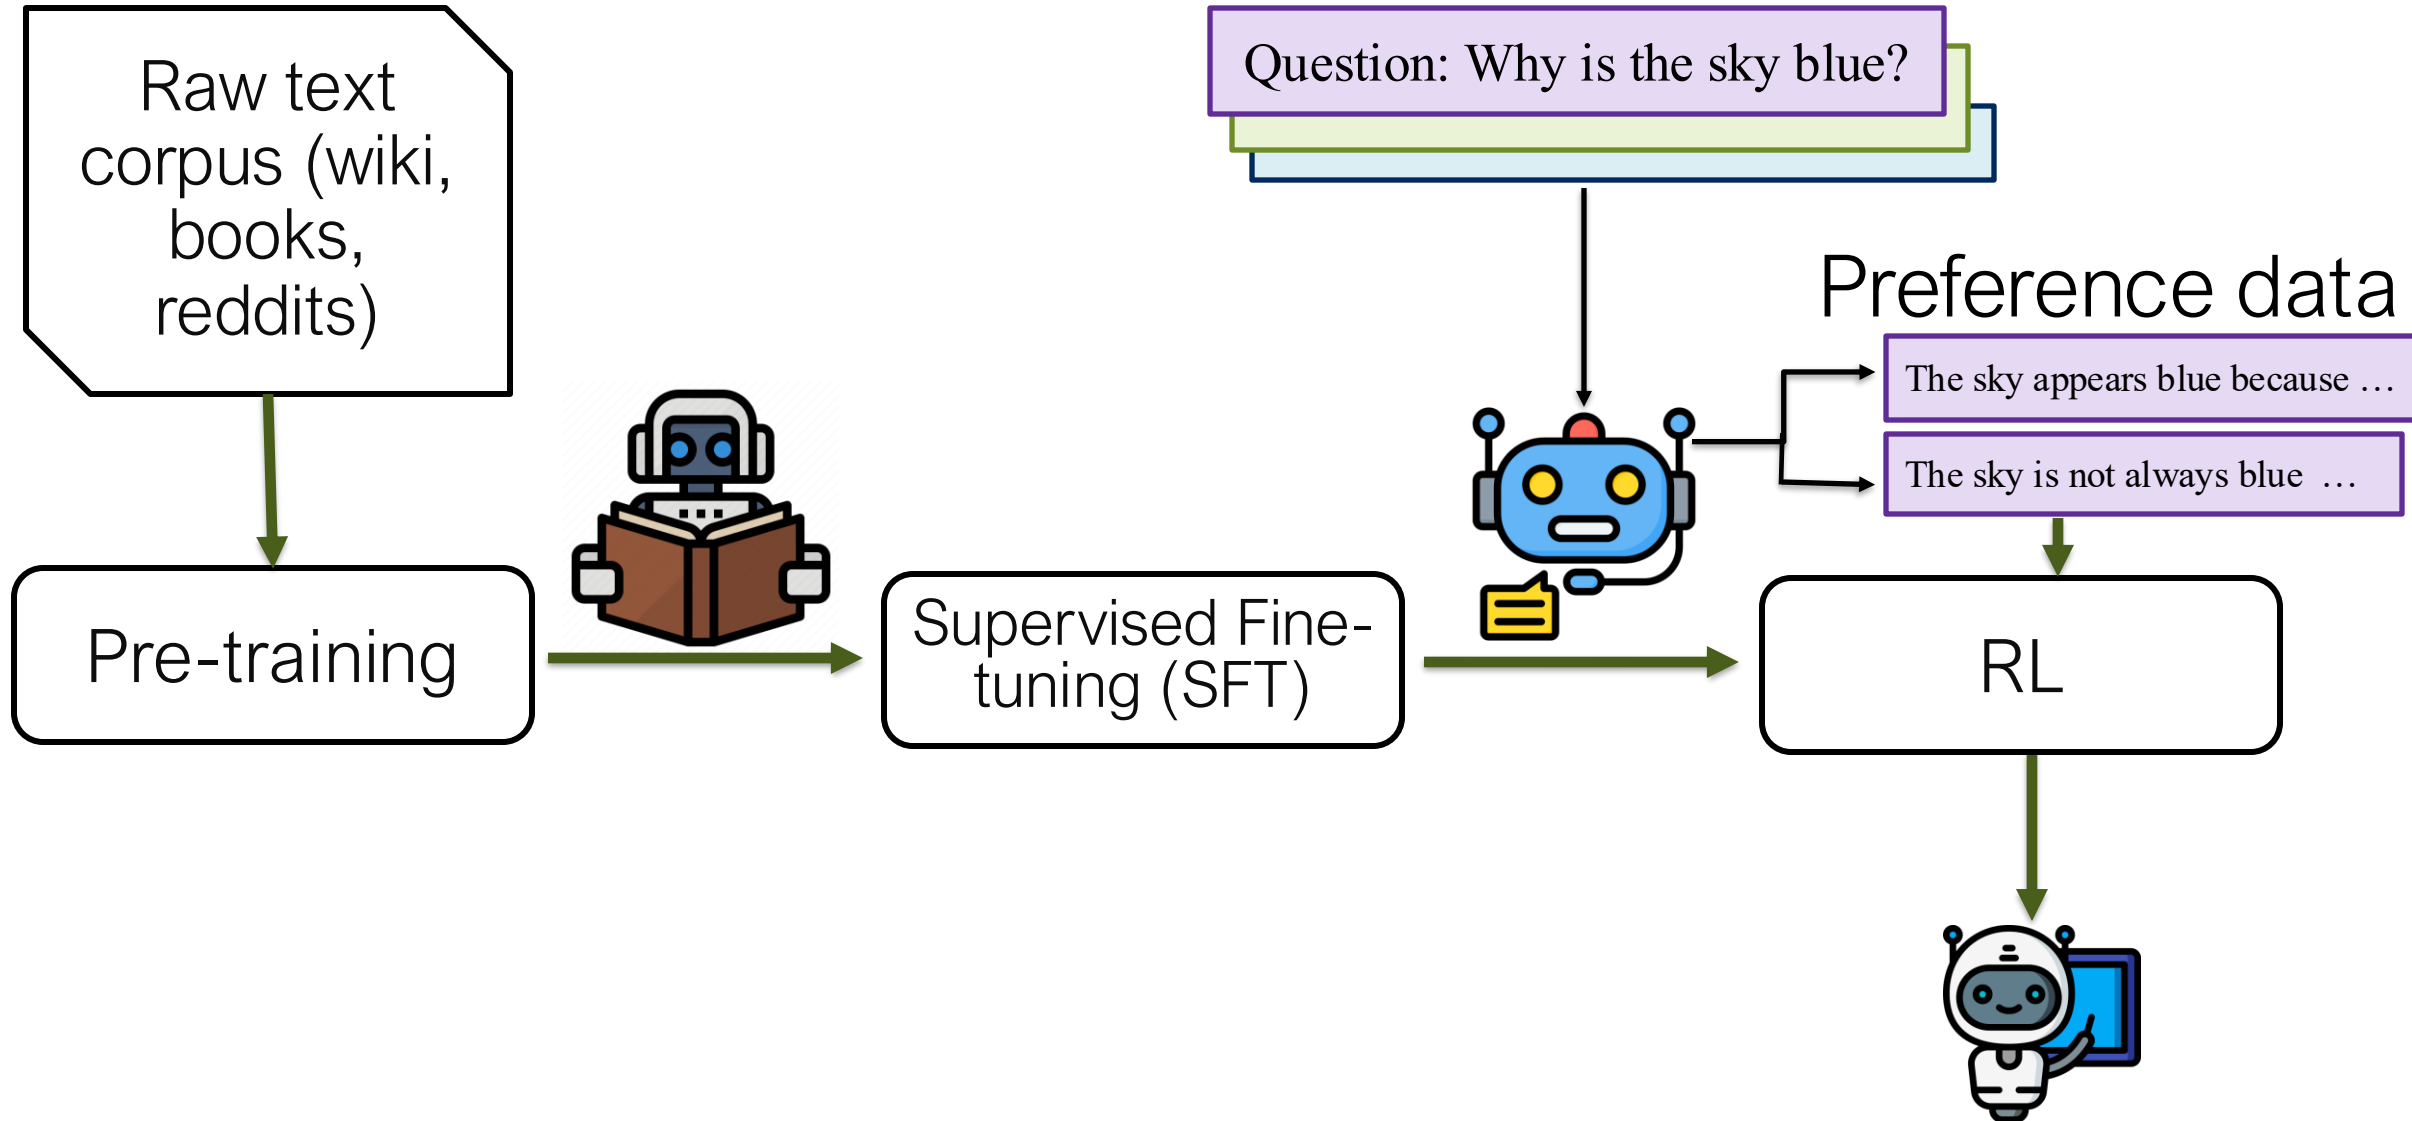 Raw text
corpus (wiki,
books,
reddits)
Question: Why is the sky blue?
Preference data
The sky appears blue because …
The sky is not always blue …
Pre-training
Supervised Fine-
tuning (SFT)
RL